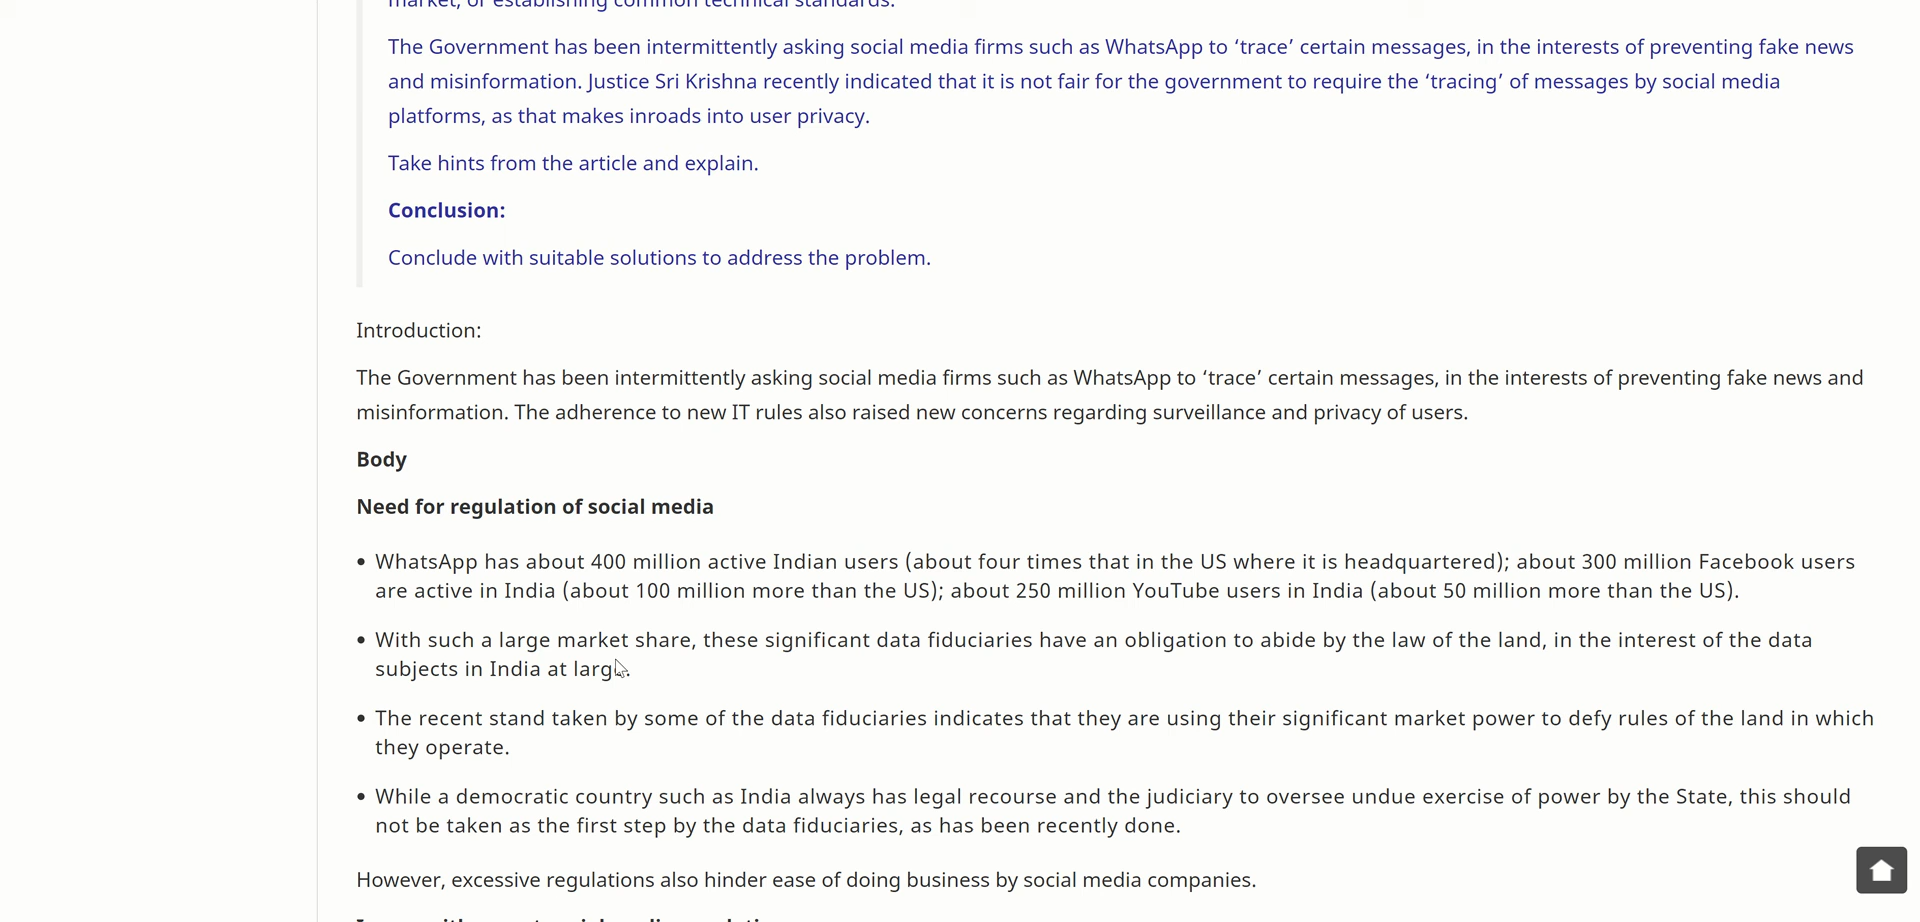 market, or establishing common technical standards.
The Government has been intermittently asking social media firms such as WhatsApp to ‘trace’ certain messages, in the interests of preventing fake news
and misinformation. Justice Sri Krishna recently indicated that it is not fair for the government to require the ‘tracing’ of messages by social media
platforms, as that makes inroads into user privacy.
Take hints from the article and explain.
Conclusion:
Conclude with suitable solutions to address the problem.
Introduction:
The Government has been intermittently asking social media firms such as WhatsApp to ‘trace’ certain messages, in the interests of preventing fake news and
misinformation. The adherence to new IT rules also raised new concerns regarding surveillance and privacy of users.
Body
Need for regulation of social media
• WhatsApp has about 400 million active Indian users (about four times that in the US where it is headquartered); about 300 million Facebook users
are active in India (about 100 million more than the US); about 250 million YouTube users in India (about 50 million more than the US).
• With such a large market share, these significant data fiduciaries have an obligation to abide by the law of the land, in the interest of the data
subjects in India at large.
• The recent stand taken by some of the data fiduciaries indicates that they are using their significant market power to defy rules of the land in which
they operate.
• While a democratic country such as India always has legal recourse and the judiciary to oversee undue exercise of power by the State, this should
not be taken as the first step by the data fiduciaries, as has been recently done.
However, excessive regulations also hinder ease of doing business by social media companies.